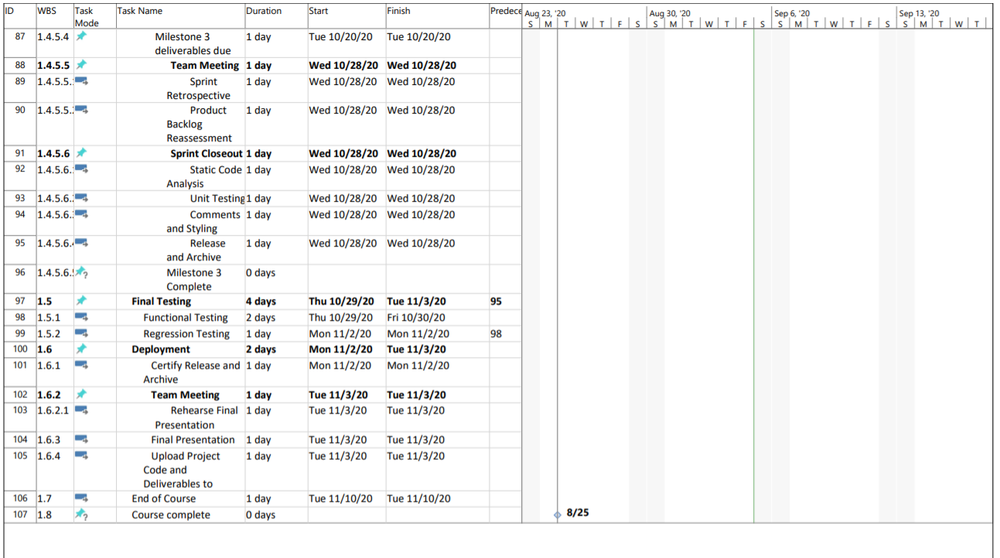 ID WBS Task Mode Task Name Duration Start Finish Predece Aug 23, '20 Aug 30, '20 Sep 6, '20 Sep 13, '20
S M T W T F S S M T W T F S S M T W T F S S M T W T
87 1.4.5.4 Milestone 3 1 day Tue 10/20/20 Tue 10/20/20
deliverables due
88 1.4.5.5 Team Meeting 1 day Wed 10/28/20 Wed 10/28/20
89 1.4.5.5. Sprint 1 day Wed 10/28/20 Wed 10/28/20
Retrospective
90 1.4.5.5. Product 1 day Wed 10/28/20 Wed 10/28/20
Backlog
Reassessment
91 1.4.5.6 Sprint Closeout 1 day Wed 10/28/20 Wed 10/28/20
92 1.4.5.6. Static Code 1 day Wed 10/28/20 Wed 10/28/20
Analysis
93 1.4.5.6. Unit Testing 1 day Wed 10/28/20 Wed 10/28/20
94 1.4.5.6. Comments 1 day Wed 10/28/20 Wed 10/28/20
and Styling
95 1.4.5.6. Release 1 day Wed 10/28/20 Wed 10/28/20
and Archive
96 1.4.5.6. ? Milestone 3 0 days
Complete
97 1.5 Final Testing 4 days Thu 10/29/20 Tue 11/3/20 95
98 1.5.1 Functional Testing 2 days Thu 10/29/20 Fri 10/30/20
99 1.5.2 Regression Testing 1 day Mon 11/2/20 Mon 11/2/20 98
100 1.6 Deployment 2 days Mon 11/2/20 Tue 11/3/20
101 1.6.1 Certify Release and 1 day Mon 11/2/20 Mon 11/2/20
Archive
102 1.6.2 Team Meeting 1 day Tue 11/3/20 Tue 11/3/20
103 1.6.2.1 Rehearse Final 1 day Tue 11/3/20 Tue 11/3/20
Presentation
104 1.6.3 Final Presentation 1 day Tue 11/3/20 Tue 11/3/20
105 1.6.4 Upload Project 1 day Tue 11/3/20 Tue 11/3/20
Code and
Deliverables to
106 1.7 End of Course 1 day Tue 11/10/20 Tue 11/10/20
107 1.8 ? Course complete 0 days 8/25